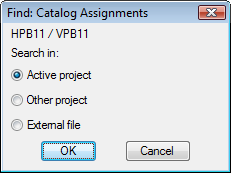 Find: Catalog Assignments
HPB11 / VPB11
Search in:
Active project
Other project
External file
OK Cancel